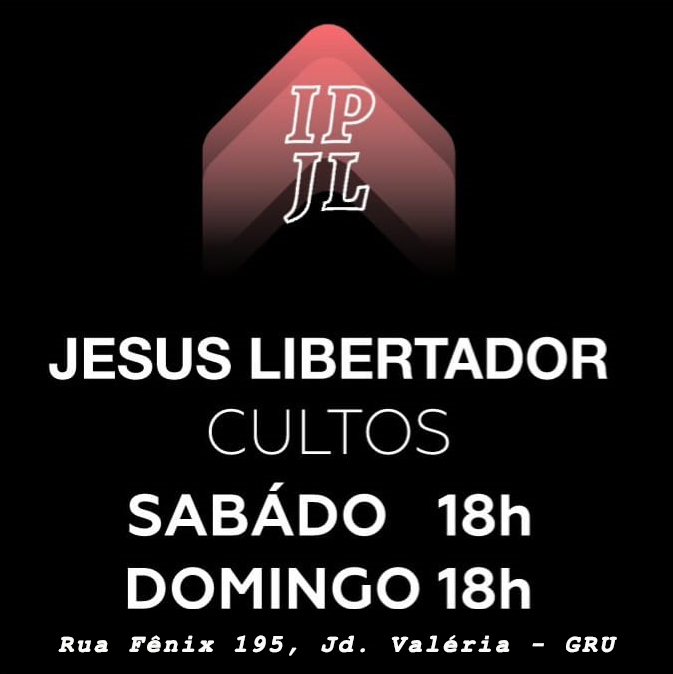 IP
JL
JESUS LIBERTADOR
CULTOS
SABÁDO 18h
DOMINGO 18h
Rua Fênix 195, Jd. Valéria - GRU